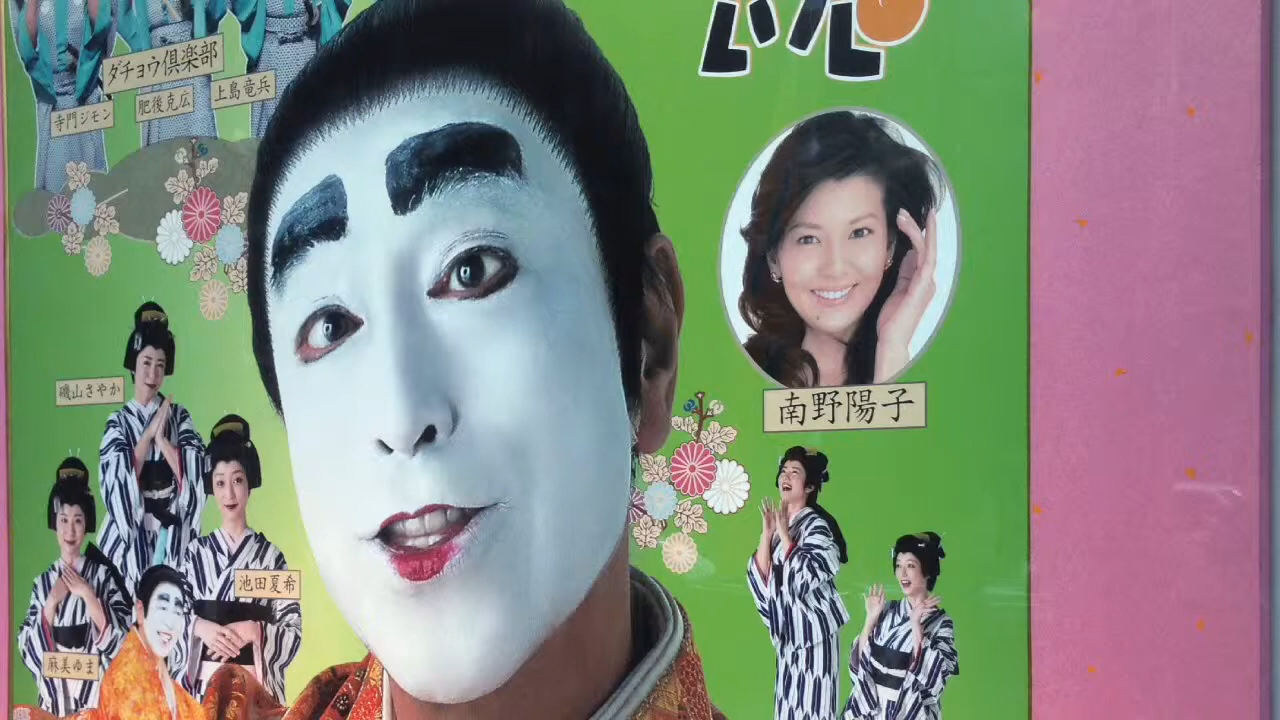 ダチョウ倶楽部
寺門ジモン
肥後克広
上島竜兵
磯山さやか
池田夏希
麻美ゆま
南野陽子